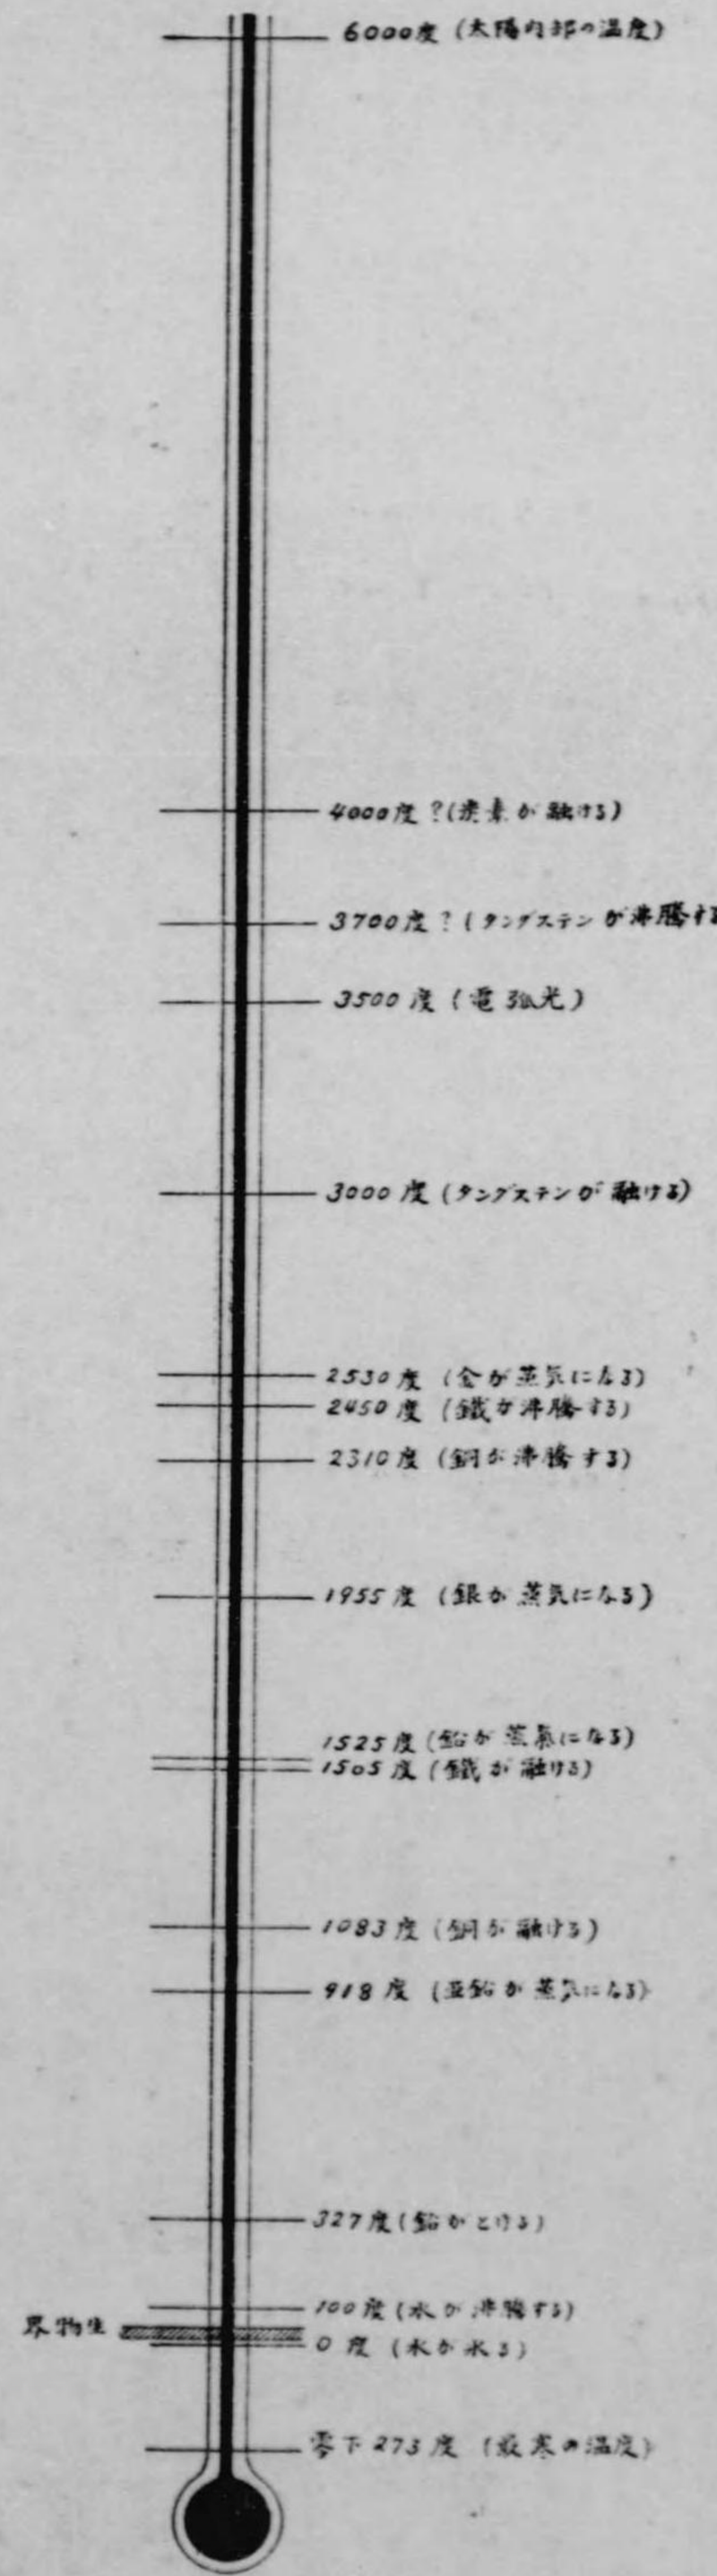 6000度 (太陽内部の温度)
4000度?(炭素が融ける)
3700度?(タングステンが沸騰する
3500度 (電弧光)
3000度 (タングステンが融ける)
2530度 (金が蒸気になる)
2450度 (鐵が沸騰する)
2310度 (銅が沸騰する)
1955度 (銀が蒸気になる)
1525度 (鉛が蒸気になる)
1505度 (鐵が融ける)
1083度 (銅が融ける)
918度 (亜鉛が蒸気になる)
327度 (鉛がとける)
100度 (水が沸騰する)
界物生
0度 (水が氷る)
零下273度 (最寒の温度)